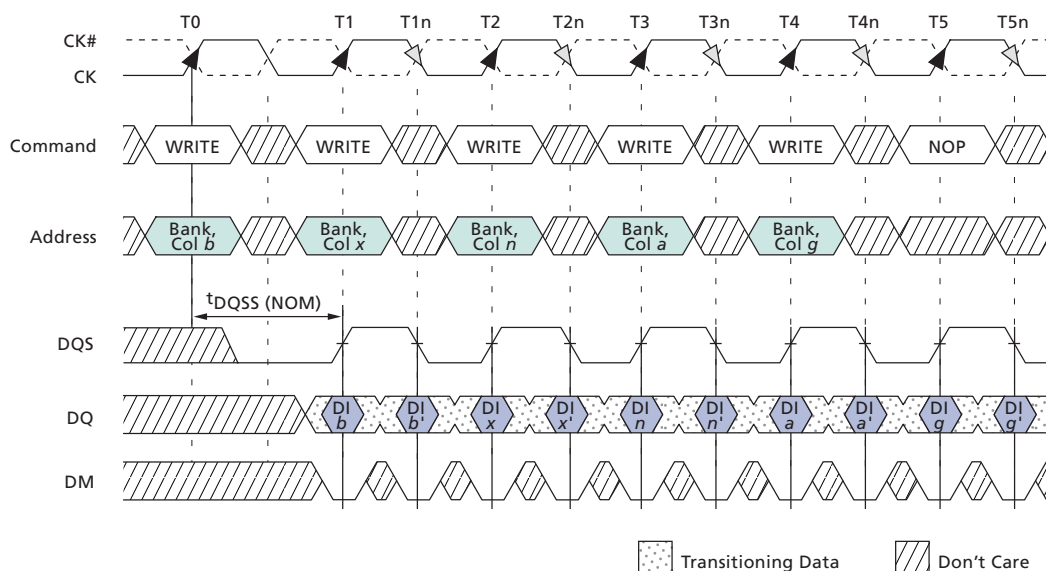 T0 T1 T1n T2 T2n T3 T3n T4 T4n T5 T5n
CK#
CK
Command WRITE WRITE WRITE WRITE WRITE NOP
Address Bank, Col b Bank, Col x Bank, Col n Bank, Col a Bank, Col g
tDQSS (NOM)
DQS
DQ DI b DI b' DI x DI x' DI n DI n' DI a DI a' DI g DI g'
DM
Transitioning Data Don't Care